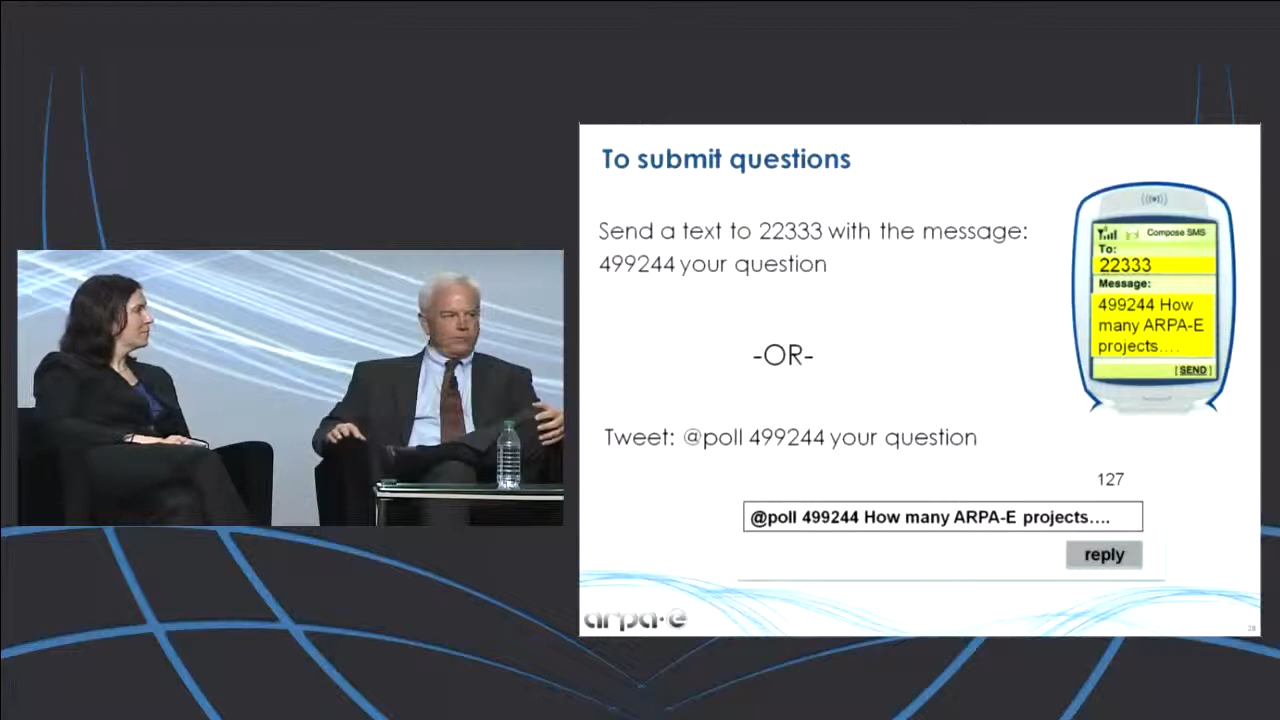 To submit questions
Send a text to 22333 with the message:
499244 your question
-OR-
Tweet: @poll 499244 your question
127
@poll 499244 How many ARPA-E projects....
reply
Compose SMS
To:
22333
Message:
499244 How
many ARPA-E
projects....
[SEND]
arpa·e
28